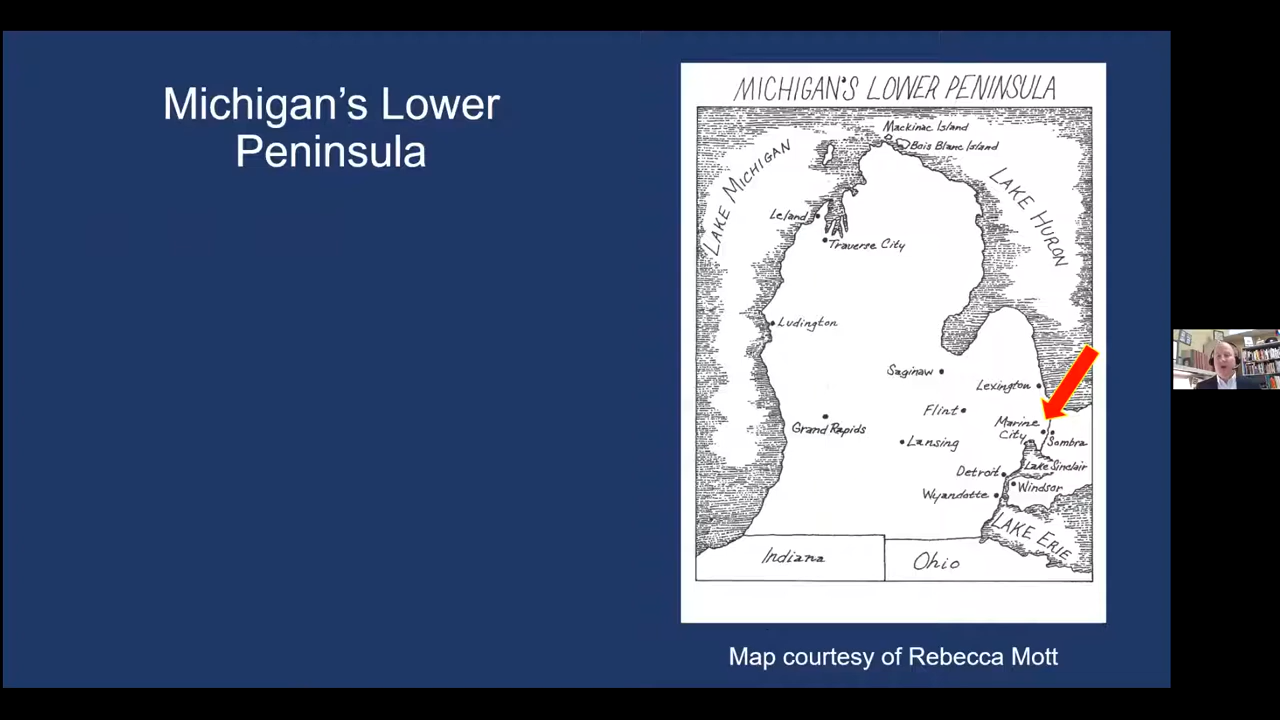 Michigan's Lower
Peninsula
MICHIGAN'S LOWER PENINSULA
Mackinac Island
Bois Blanc Island
LAKE MICHIGAN
LAKE HURON
Leland
Traverse City
Ludington
Saginaw
Lexington
Flint
Marine
City
Grand Rapids
Lansing
Sombra
Lake Sinclair
Detroit
Windsor
Wyandotte
LAKE ERIE
Indiana
Ohio
Map courtesy of Rebecca Mott